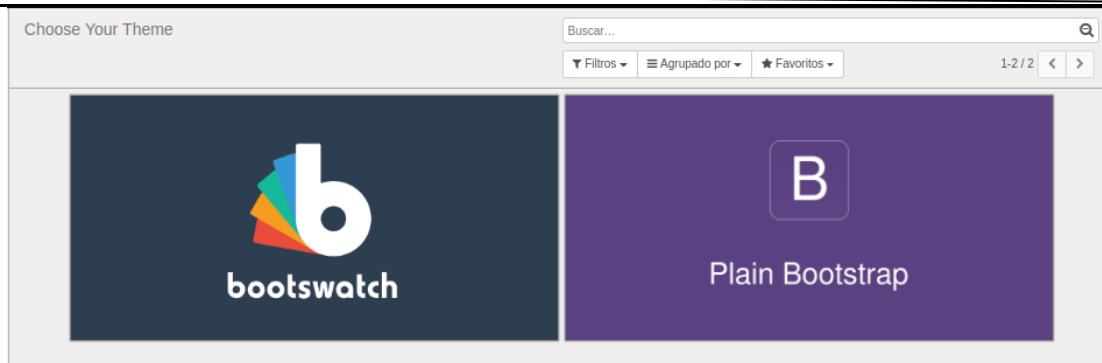 Choose Your Theme
Buscar...
Filtros
Agrupado por
Favoritos
1-2 / 2
bootswatch
B
Plain Bootstrap